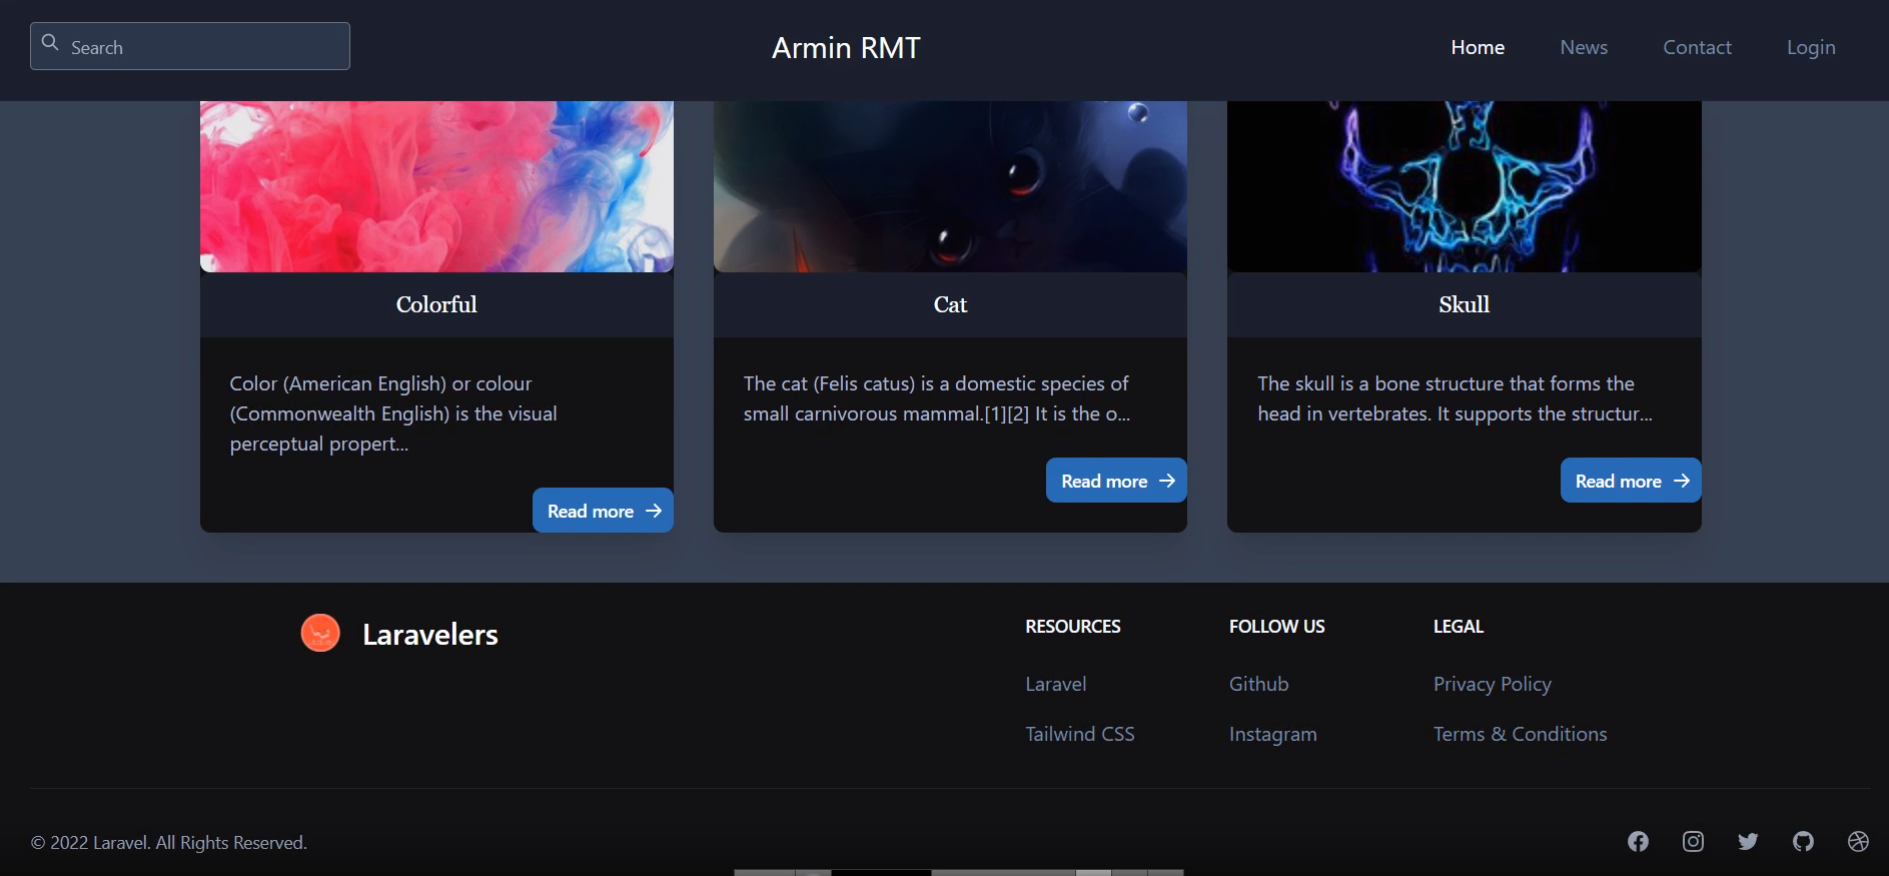 Search
Armin RMT
Home
News
Contact
Login
Colorful
Color (American English) or colour
(Commonwealth English) is the visual
perceptual propert...
Read more
Cat
The cat (Felis catus) is a domestic species of
small carnivorous mammal.[1][2] It is the o...
Read more
Skull
The skull is a bone structure that forms the
head in vertebrates. It supports the structur...
Read more
Laravelers
RESOURCES
Laravel
Tailwind CSS
FOLLOW US
Github
Instagram
LEGAL
Privacy Policy
Terms & Conditions
© 2022 Laravel. All Rights Reserved.